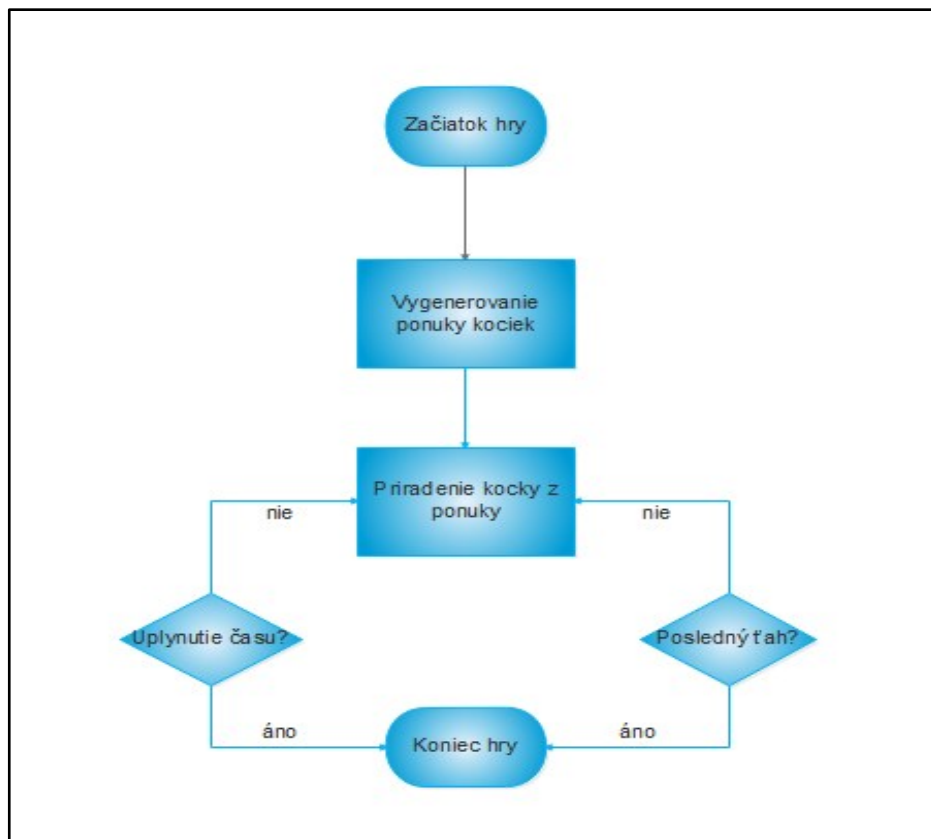 Začiatok hry
Vygenerovanie
ponuky kociek
Priradenie kocky z
ponuky
nie
nie
Uplynutie času?
Posledný ťah?
áno
Koniec hry
áno